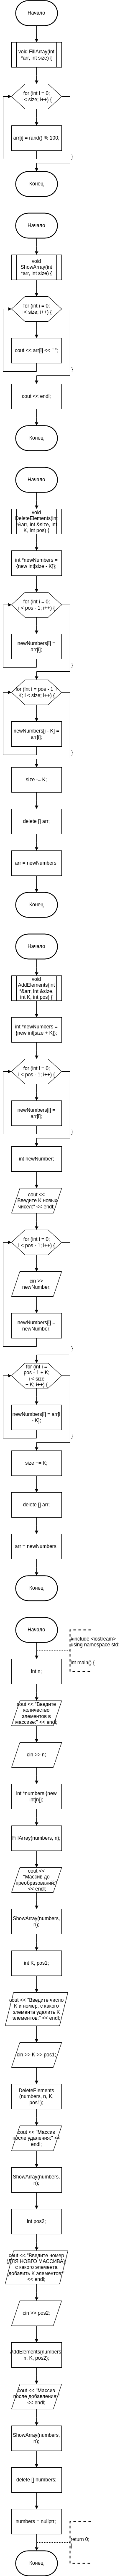 Начало
void FillArray(int
*arr, int size) {
for (int i = 0;
i < size; i++) {
arr[i] = rand() % 100;
}
Конец
Начало
void
ShowArray(int
*arr, int size) {
for (int i = 0;
i < size; i++) {
cout << arr[i] << " ";
}
cout << endl;
Конец
Начало
void
DeleteElements(int
*&arr, int &size, int
K, int pos) {
int *newNumbers =
{new int[size - K]};
for (int i = 0;
i < pos - 1; i++) {
newNumbers[i] =
arr[i];
}
for (int i = pos - 1 +
K; i < size; i++) {
newNumbers[i - K] =
arr[i];
}
size -= K;
delete [] arr;
arr = newNumbers;
Конец
Начало
void
AddElements(int
*&arr, int &size,
int K, int pos) {
int *newNumbers =
{new int[size + K]};
for (int i = 0;
i < pos - 1; i++) {
newNumbers[i] =
arr[i];
}
int newNumber;
cout <<
"Введите K новых
чисел:" << endl;
for (int i = 0;
i < pos - 1; i++) {
cin >>
newNumber;
newNumbers[i] =
newNumber;
}
for (int i =
pos - 1 + K;
i < size
+ K; i++) {
newNumbers[i] = arr[i
- K];
}
size += K;
delete [] arr;
arr = newNumbers;
Конец
Начало
#include <iostream>
using namespace std;
int main() {
int n;
cout << "Введите
количество
элементов в
массиве:" << endl;
cin >> n;
int *numbers {new
int[n]};
FillArray(numbers, n);
cout <<
"Массив до
преобразований:"
<< endl;
ShowArray(numbers,
n);
int K, pos1;
cout << "Введите число
K и номер, с какого
элемента удалить K
элементов:" << endl;
cin >> K >> pos1;
DeleteElements
(numbers, n, K,
pos1);
cout << "Массив
после удаления:" <<
endl;
ShowArray(numbers,
n);
int pos2;
cout << "Введите номер
(ДЛЯ НОВГО МАССИВА),
с какого элемента
добавить K элементов:"
<< endl;
cin >> pos2;
AddElements(numbers,
n, K, pos2);
cout << "Массив
после добавления:"
<< endl;
ShowArray(numbers,
n);
delete [] numbers;
numbers = nullptr;
return 0;
}
Конец